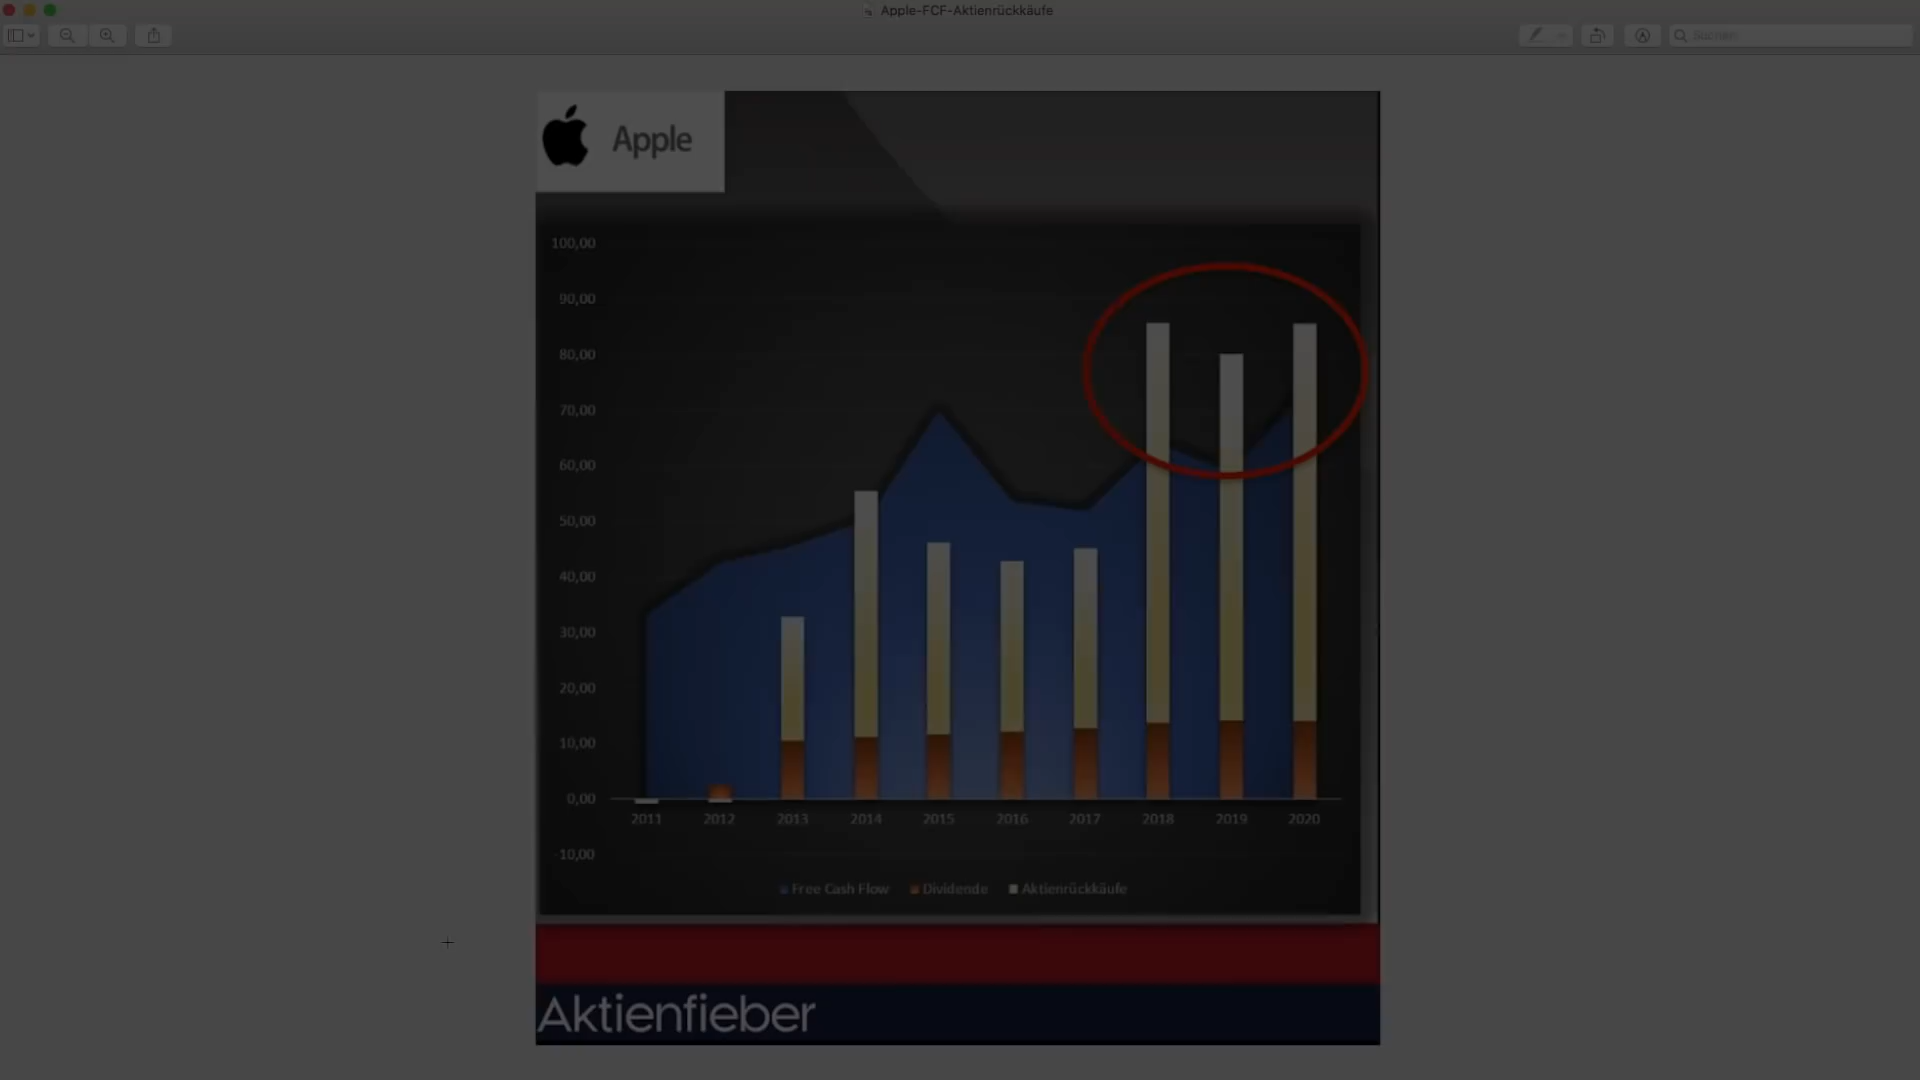 Apple-FCF-Aktienrückkäufe
Suchen
Apple
100,00
90,00
80,00
70,00
60,00
50,00
40,00
30,00
20,00
10,00
0,00
2011 2012 2013 2014 2015 2016 2017 2018 2019 2020
-10,00
Free Cash Flow Dividende Aktienrückkäufe
Aktienfieber